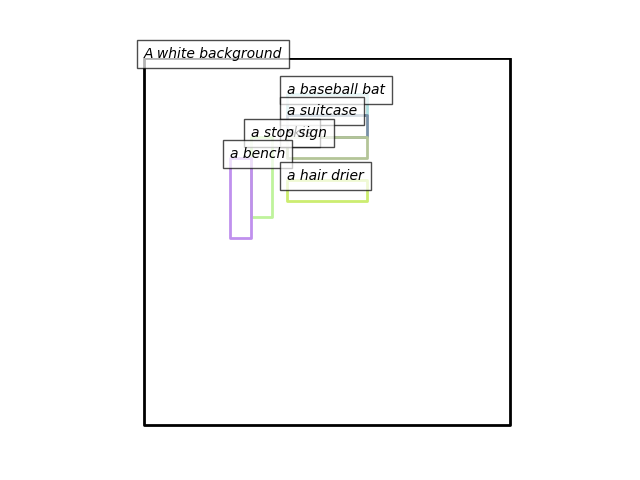 A white background
a baseball bat
a suitcase
a stop sign
a bench
a hair drier